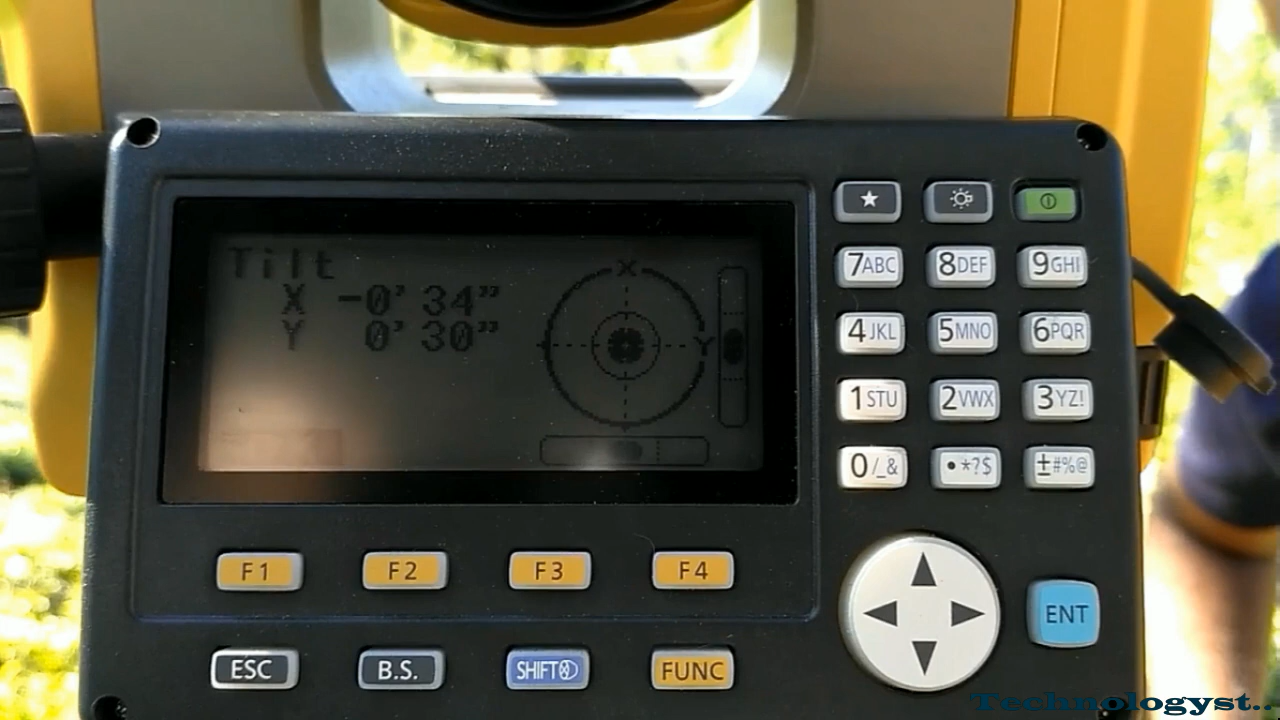 Tilt
X -0' 34"
Y 0' 30"
X
Y
7ABC 8DEF 9GHI
4JKL 5MNO 6PQR
1STU 2VWX 3YZ!
0/_& •*?$ ±#%@
F1 F2 F3 F4
ENT
ESC B.S. SHIFT FUNC
Technologyst..